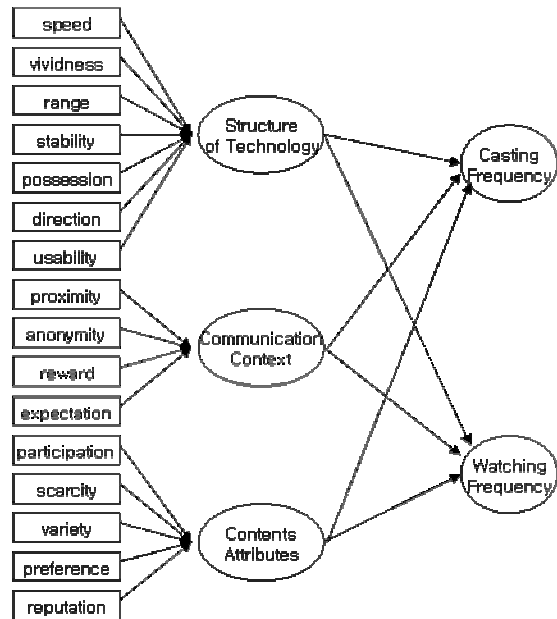 speed
vividness
range
stability
possession
direction
usability
proximity
anonymity
reward
expectation
participation
scarcity
variety
preference
reputation
Structure
of Technology
Communication
Context
Contents
Attributes
Casting
Frequency
Watching
Frequency